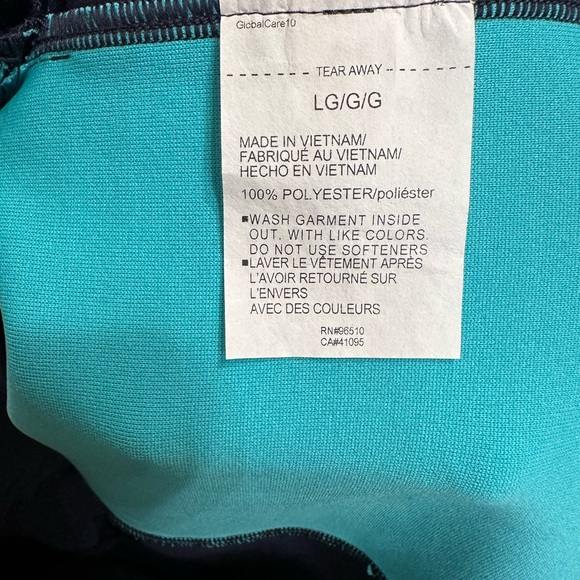 GlobalCare10
TEAR AWAY
LG/G/G
MADE IN VIETNAM/
FABRIQUÉ AU VIETNAM/
HECHO EN VIETNAM
100% POLYESTER/poliéster
▪WASH GARMENT INSIDE
OUT. WITH LIKE COLORS.
DO NOT USE SOFTENERS
▪LAVER LE VÊTEMENT APRÉS
L'AVOIR RETOURNÉ SUR
L'ENVERS
AVEC DES COULEURS
RN#96510
CA#41095